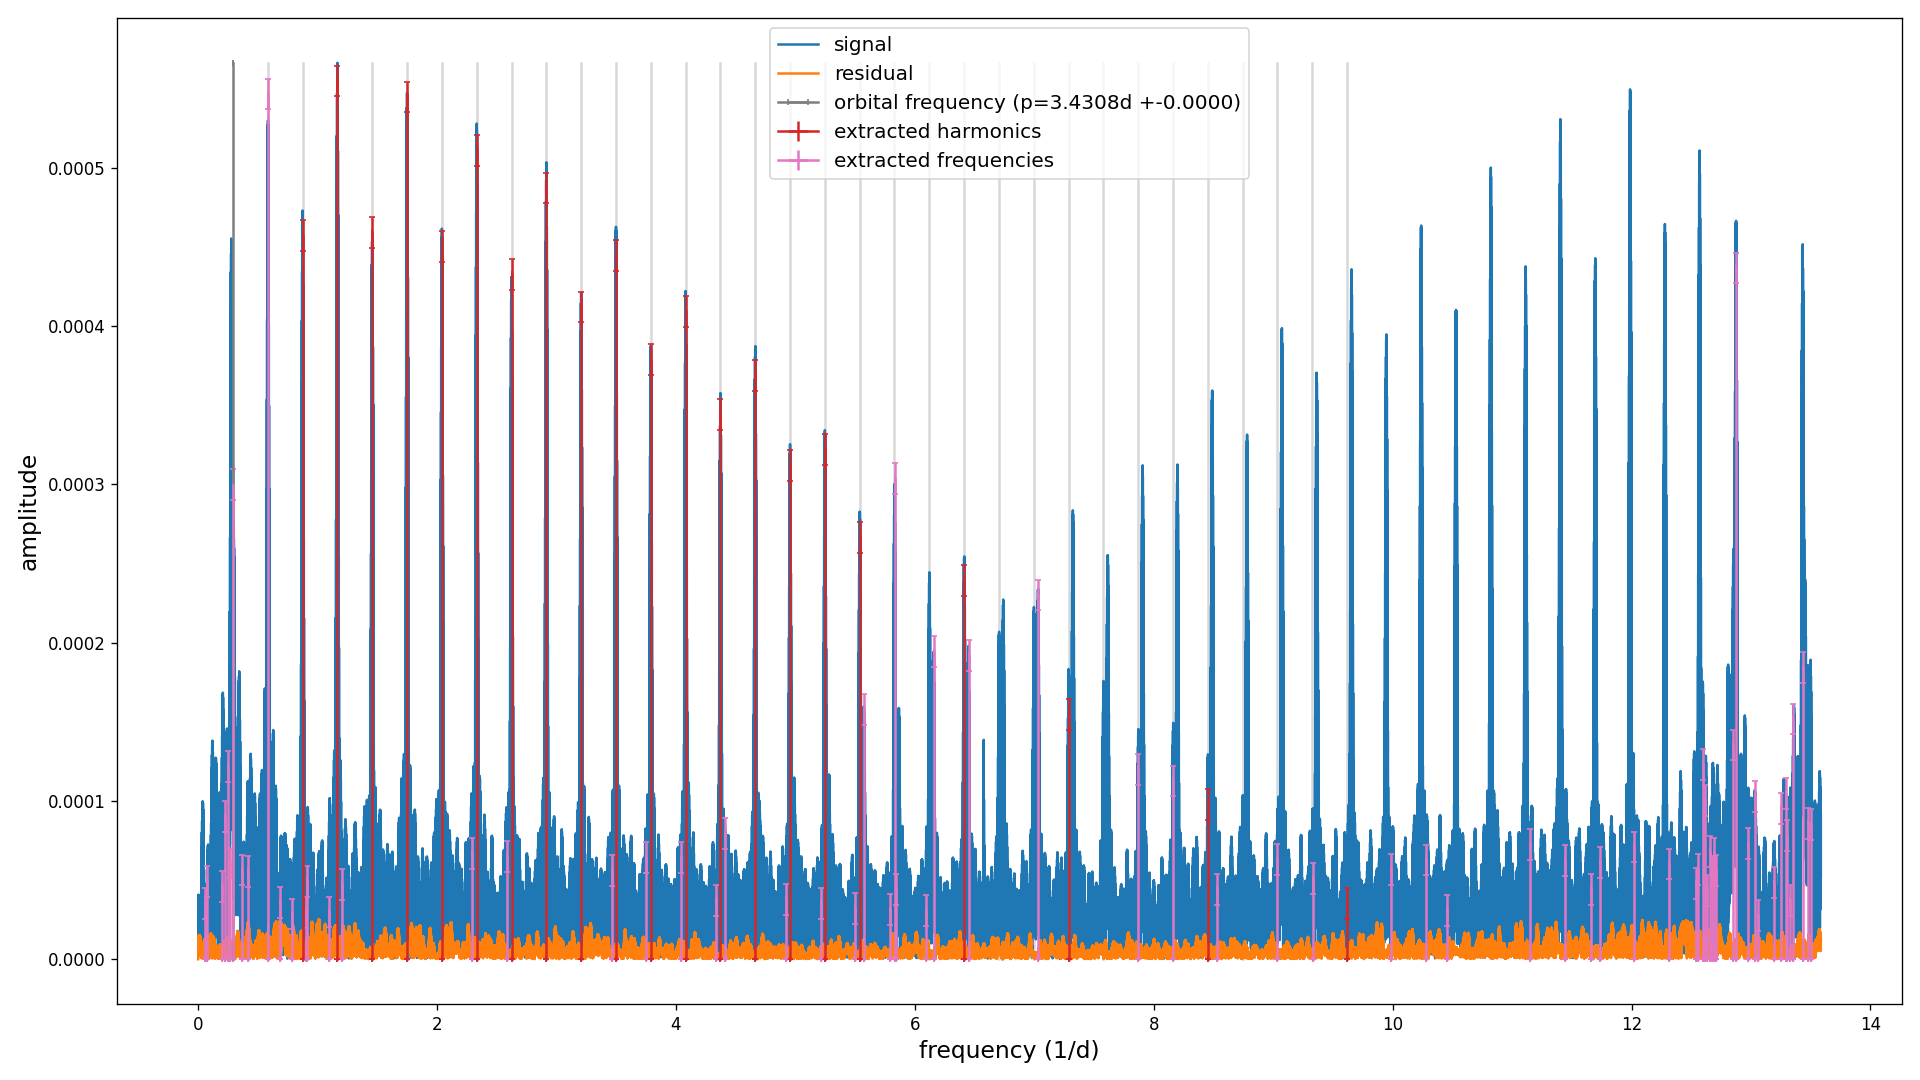 signal
residual
orbital frequency (p=3.4308d +-0.0000)
extracted harmonics
extracted frequencies
0.0005
0.0004
0.0003
0.0002
0.0001
0.0000
amplitude
0 2 4 6 8 10 12 14
frequency (1/d)